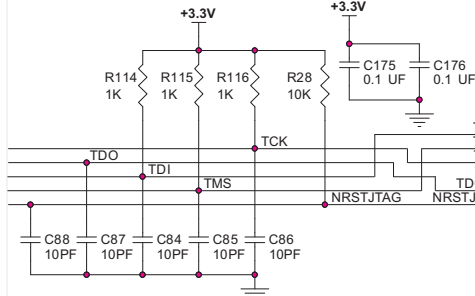 +3.3V
+3.3V
R114 R115 R116 R28
1K 1K 1K 10K
C175 C176
0.1 UF 0.1 UF
TCK
TDO
TDI
TMS
NRSTJTAG
C88 C87 C84 C85 C86
10PF 10PF 10PF 10PF 10PF